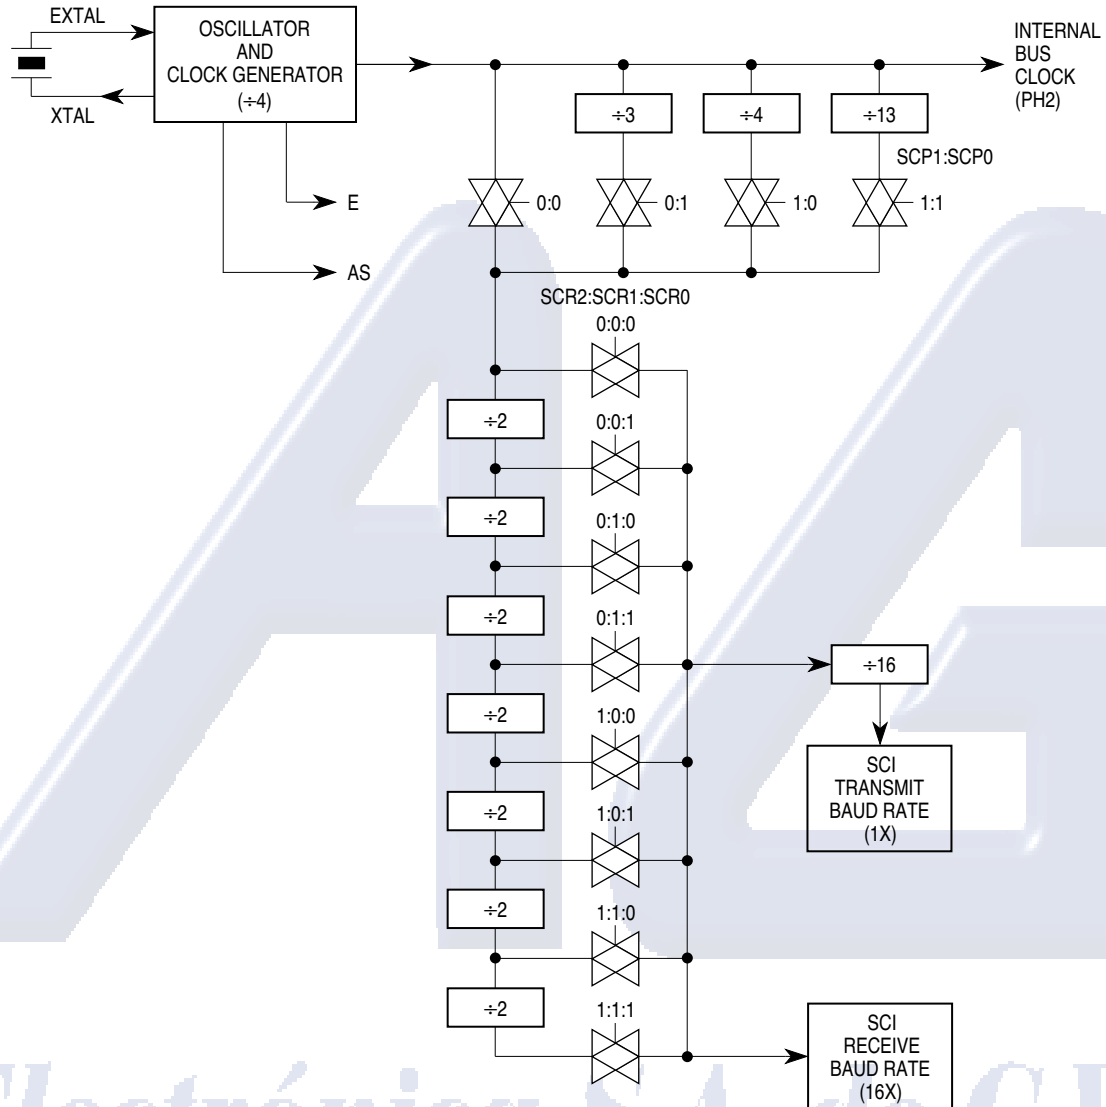 EXTAL
XTAL
OSCILLATOR
AND
CLOCK GENERATOR
(÷4)
INTERNAL
BUS
CLOCK
(PH2)
÷3
÷4
÷13
SCP1:SCP0
E
0:0
0:1
1:0
1:1
AS
SCR2:SCR1:SCR0
0:0:0
÷2
0:0:1
÷2
0:1:0
÷2
0:1:1
÷16
÷2
1:0:0
SCI
TRANSMIT
BAUD RATE
(1X)
÷2
1:0:1
÷2
1:1:0
÷2
1:1:1
SCI
RECEIVE
BAUD RATE
(16X)